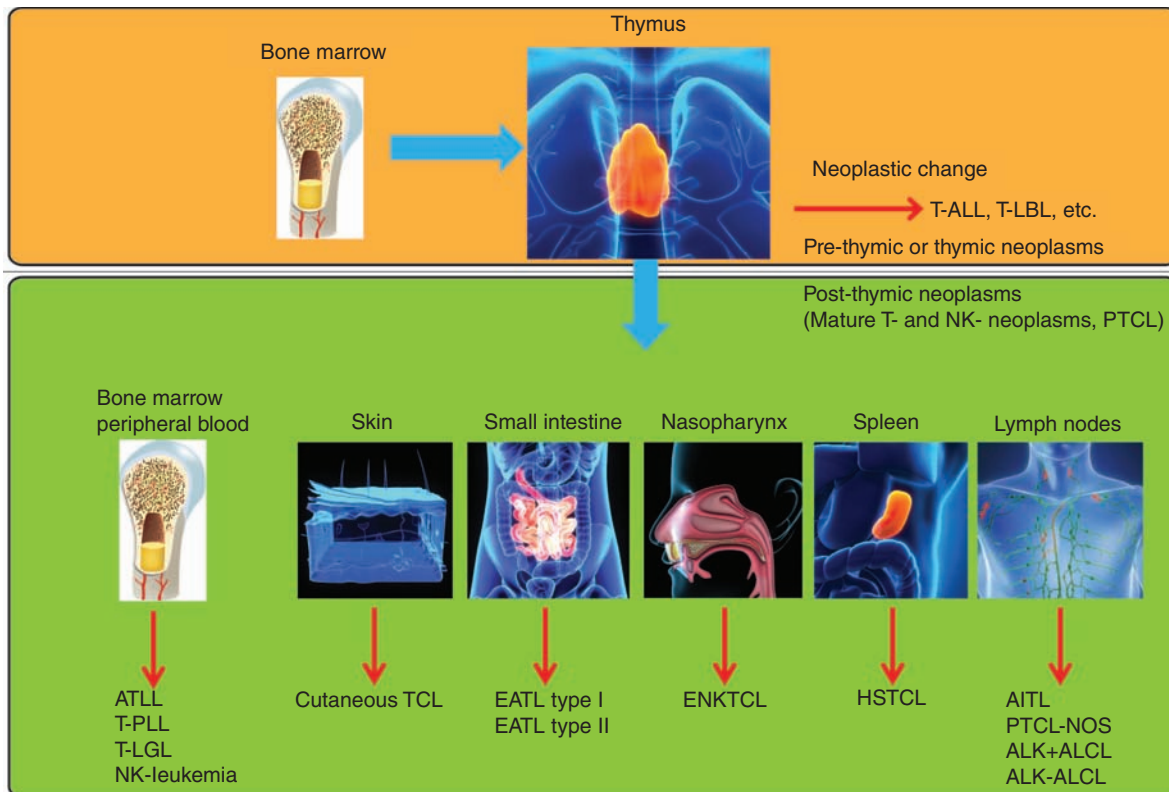 Thymus
Bone marrow
Neoplastic change
T-ALL, T-LBL, etc.
Pre-thymic or thymic neoplasms
Post-thymic neoplasms
(Mature T- and NK- neoplasms, PTCL)
Bone marrow
peripheral blood
Skin
Small intestine
Nasopharynx
Spleen
Lymph nodes
ATLL
T-PLL
T-LGL
NK-leukemia
Cutaneous TCL
EATL type I
EATL type II
ENKTCL
HSTCL
AITL
PTCL-NOS
ALK+ALCL
ALK-ALCL